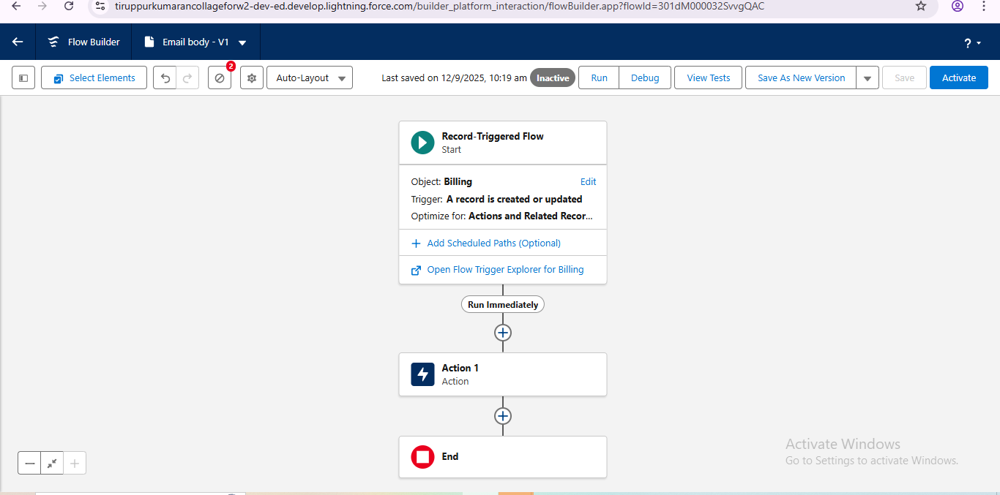 tiruppurkumarancollageforw2-dev-ed.develop.lightning.force.com/builder_platform_interaction/flowBuilder.app?flowId=301dM000032SvvgQAC
Flow Builder Email body - V1 ?
Select Elements 2 Auto-Layout Last saved on 12/9/2025, 10:19 am Inactive Run Debug View Tests Save As New Version Save Activate
Record-Triggered Flow
Start
Object: Billing Edit
Trigger: A record is created or updated
Optimize for: Actions and Related Recor...
Add Scheduled Paths (Optional)
Open Flow Trigger Explorer for Billing
Run Immediately
Action 1
Action
End
Activate Windows
Go to Settings to activate Windows.